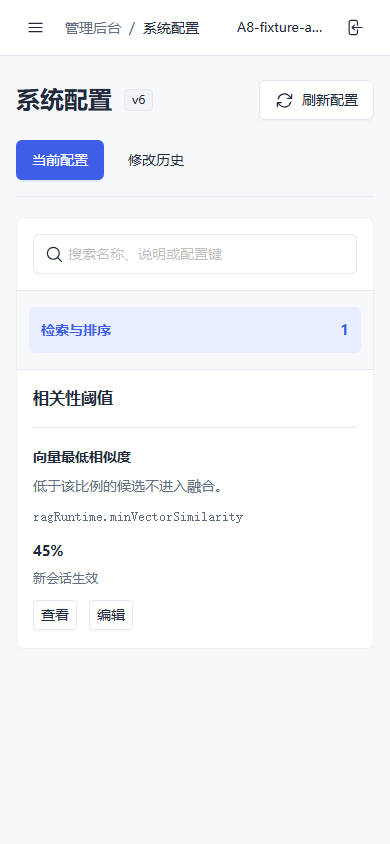 管理后台 / 系统配置 A8-fixture-a...
系统配置 v6 刷新配置
当前配置 修改历史
搜索名称、说明或配置键
检索与排序 1
相关性阈值
向量最低相似度
低于该比例的候选不进入融合。
ragRuntime.minVectorSimilarity
45%
新会话生效
查看 编辑